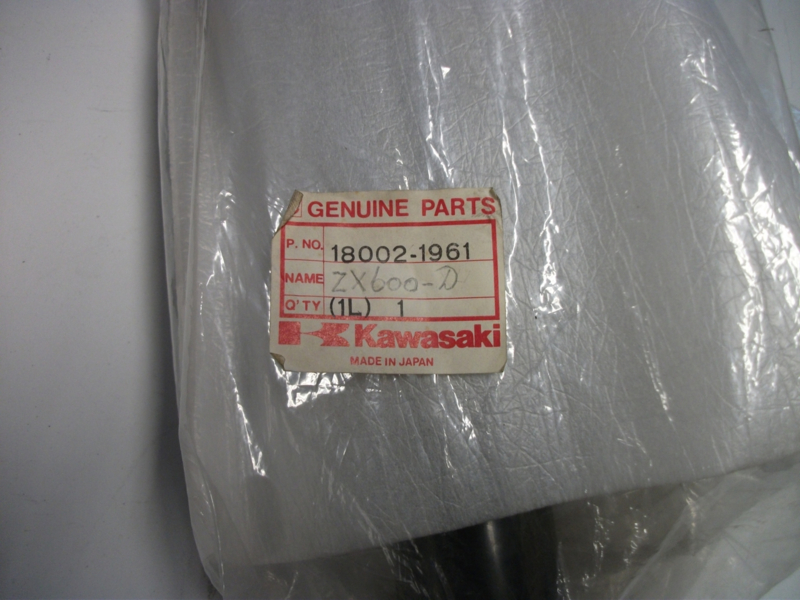 GENUINE PARTS
P. NO. 18002-1961
NAME ZX600-D
Q'TY (1L) 1
Kawasaki
MADE IN JAPAN